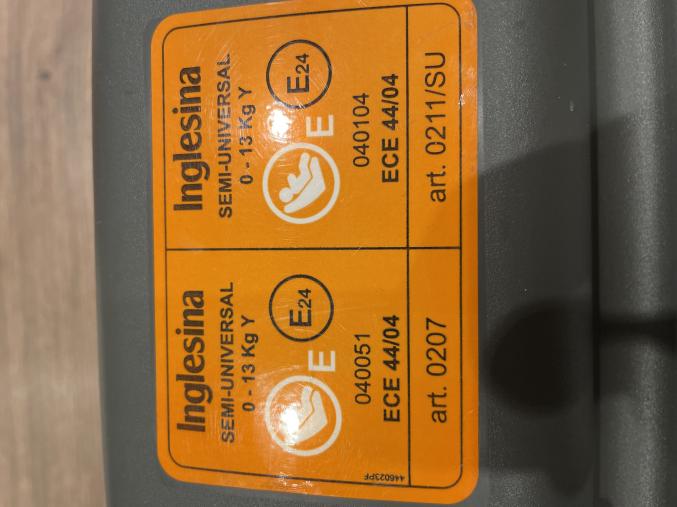 Inglesina
SEMI-UNIVERSAL
0 - 13 Kg Y
E
E24
040051
ECE 44/04
art. 0207
446023PF
Inglesina
SEMI-UNIVERSAL
0 - 13 Kg Y
E
E24
040104
ECE 44/04
art. 0211/SU